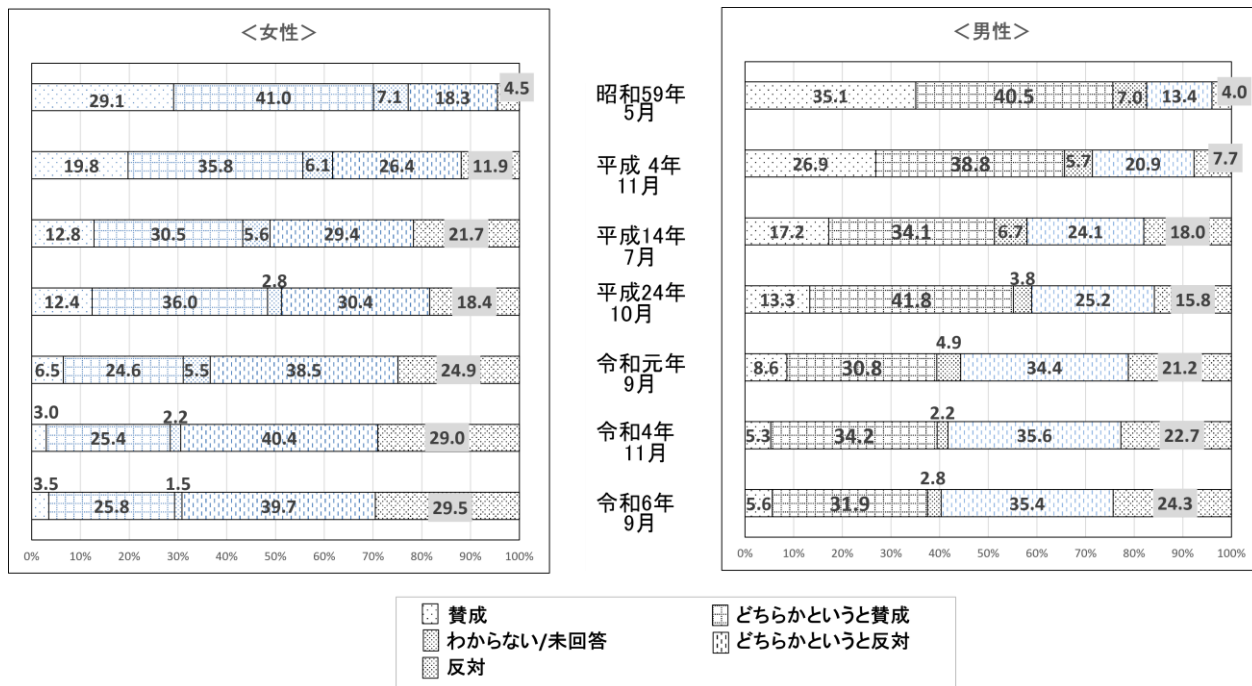 <女性>
29.1 41.0 7.1 18.3 4.5
19.8 35.8 6.1 26.4 11.9
12.8 30.5 5.6 29.4 21.7
2.8
12.4 36.0 30.4 18.4
6.5 24.6 5.5 38.5 24.9
3.0 2.2
25.4 40.4 29.0
3.5 1.5
25.8 39.7 29.5
0% 10% 20% 30% 40% 50% 60% 70% 80% 90% 100%
昭和59年
5月
平成 4年
11月
平成14年
7月
平成24年
10月
令和元年
9月
令和4年
11月
令和6年
9月
<男性>
35.1 40.5 7.0 13.4 4.0
26.9 38.8 5.7 20.9 7.7
17.2 34.1 6.7 24.1 18.0
3.8
13.3 41.8 25.2 15.8
4.9
8.6 30.8 34.4 21.2
2.2
5.3 34.2 35.6 22.7
2.8
5.6 31.9 35.4 24.3
0% 10% 20% 30% 40% 50% 60% 70% 80% 90% 100%
賛成 どちらかというと賛成
わからない/未回答 どちらかというと反対
反対